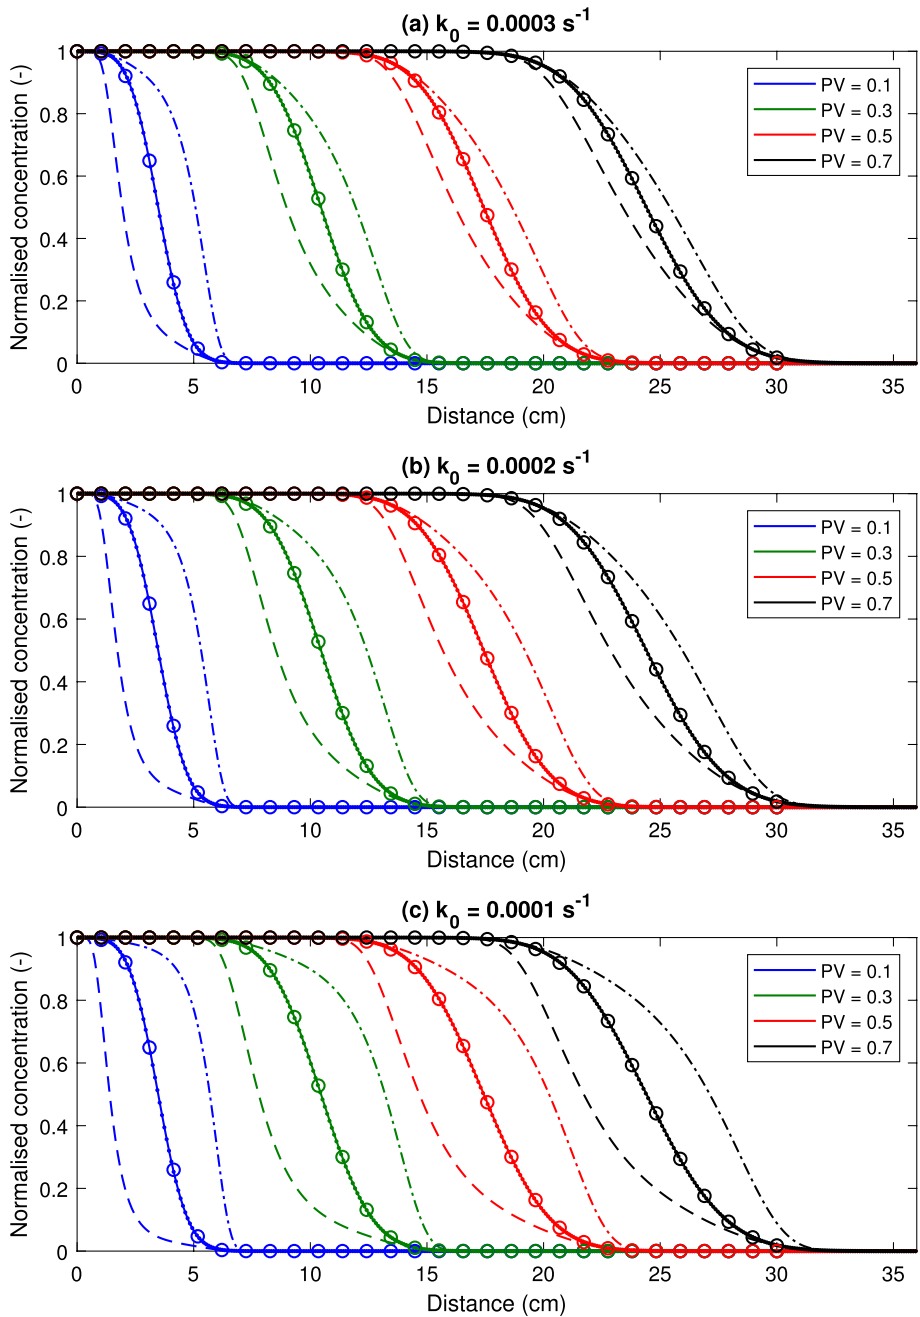 (a) k0 = 0.0003 s-1
Normalised concentration (-)
1
0.8
0.6
0.4
0.2
0
PV = 0.1
PV = 0.3
PV = 0.5
PV = 0.7
0 5 10 15 20 25 30 35
Distance (cm)
(b) k0 = 0.0002 s-1
Normalised concentration (-)
1
0.8
0.6
0.4
0.2
0
PV = 0.1
PV = 0.3
PV = 0.5
PV = 0.7
0 5 10 15 20 25 30 35
Distance (cm)
(c) k0 = 0.0001 s-1
Normalised concentration (-)
1
0.8
0.6
0.4
0.2
0
PV = 0.1
PV = 0.3
PV = 0.5
PV = 0.7
0 5 10 15 20 25 30 35
Distance (cm)